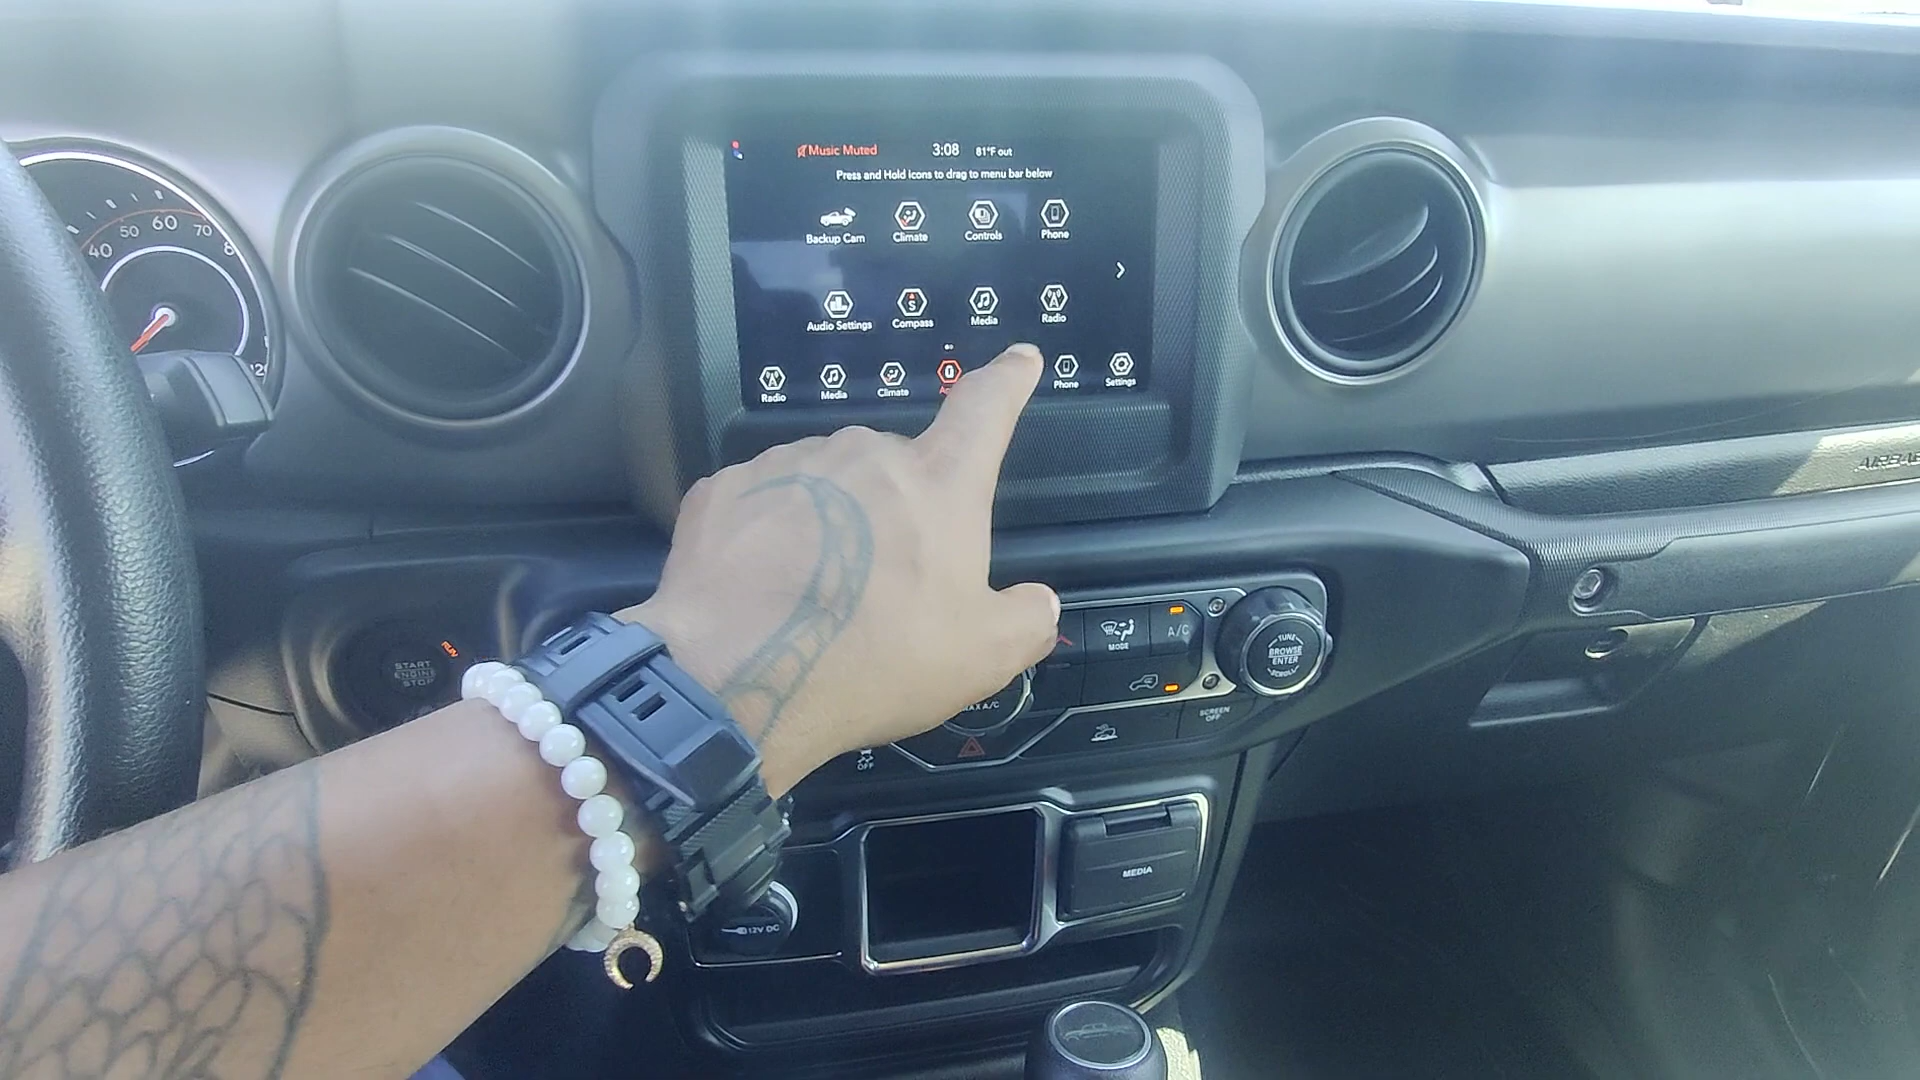 Music Muted 3:08 81°F out
Press and Hold icons to drag to menu bar below
Backup Cam Climate Controls Phone
Audio Settings Compass Media Radio
Radio Media Climate Phone Settings
40 50 60 70
120
START
ENGINE
STOP
RUN
MODE
A/C
TUNE
BROWSE
ENTER
SCROLL
MAX A/C
SCREEN
OFF
OFF
12V DC
MEDIA